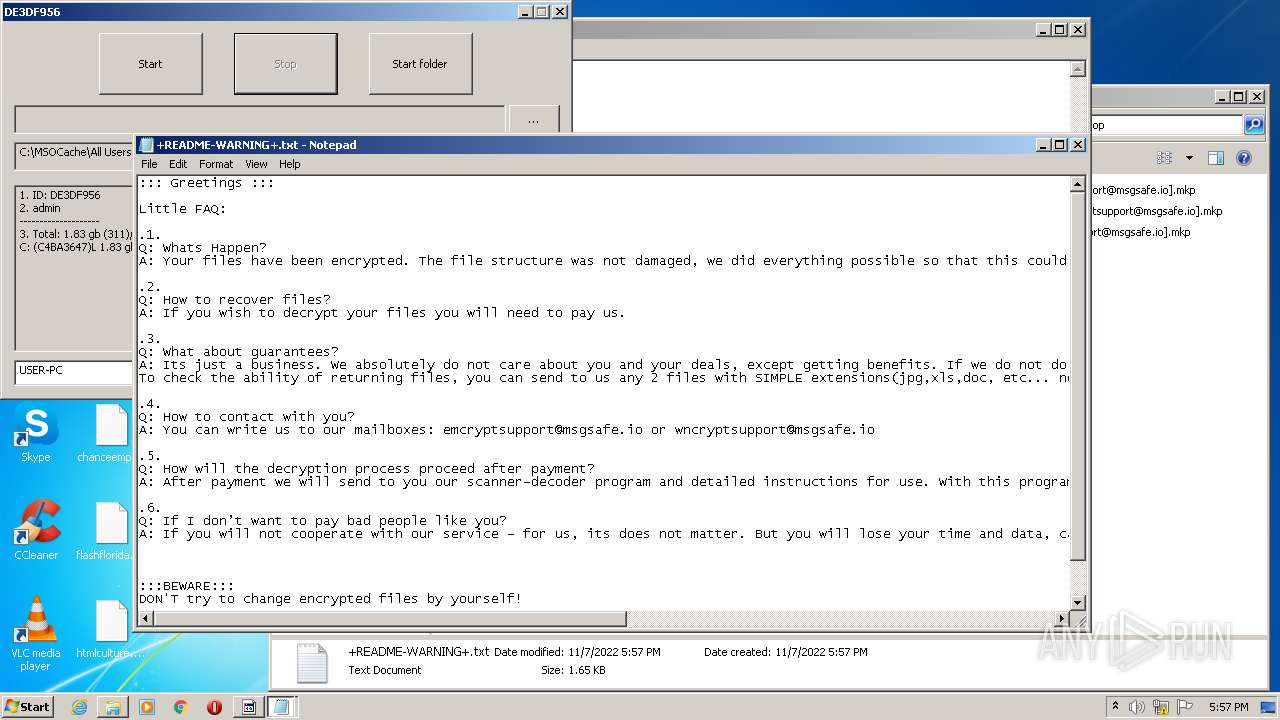 DE3DF956
Start
Stop
Start folder
...
C:\MSOCache\All Users
1. ID: DE3DF956
2. admin
--------------------
3. Total: 1.83 gb (311)
C: (C4BA3647)L 1.83 gb
USER-PC
op
port@msgsafe.io].mkp
tsupport@msgsafe.io].mkp
rt@msgsafe.io].mkp
+README-WARNING+.txt - Notepad
File Edit Format View Help
::: Greetings :::
Little FAQ:
.1.
Q: Whats Happen?
A: Your files have been encrypted. The file structure was not damaged, we did everything possible so that this could
.2.
Q: How to recover files?
A: If you wish to decrypt your files you will need to pay us.
.3.
Q: What about guarantees?
A: Its just a business. We absolutely do not care about you and your deals, except getting benefits. If we do not do
To check the ability of returning files, you can send to us any 2 files with SIMPLE extensions(jpg,xls,doc, etc...
.4.
Q: How to contact with you?
A: You can write us to our mailboxes: emcryptsupport@msgsafe.io or wncryptsupport@msgsafe.io
.5.
Q: How will the decryption process proceed after payment?
A: After payment we will send to you our scanner-decoder program and detailed instructions for use. With this program
.6.
Q: If I don't want to pay bad people like you?
A: If you will not cooperate with our service - for us, its does not matter. But you will lose your time and data,
:::BEWARE:::
DON'T try to change encrypted files by yourself!
Skype
chanceemp
CCleaner
flashflorida.
VLC media
player
htmlculture....
+README-WARNING+.txt Date modified: 11/7/2022 5:57 PM Date created: 11/7/2022 5:57 PM
Text Document Size: 1.65 KB
ANY RUN
Start
5:57 PM